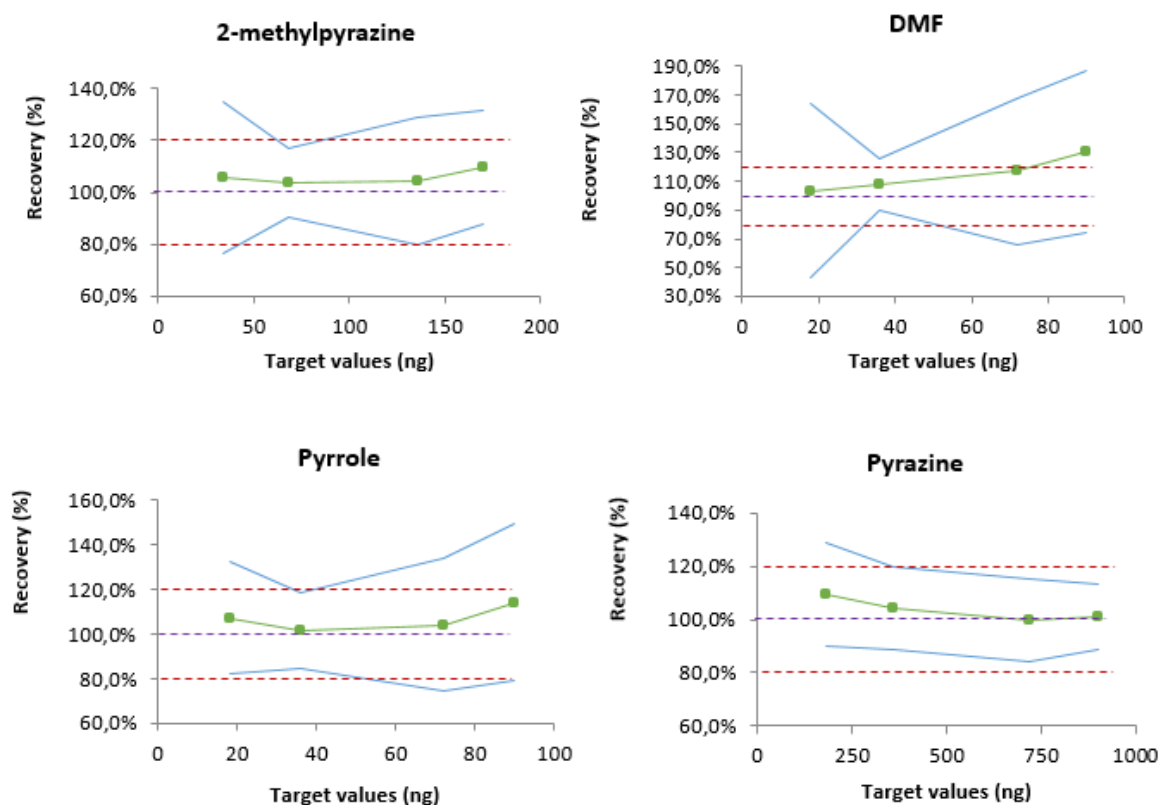 2-methylpyrazine
Recovery (%)
140,0%
120,0%
100,0%
80,0%
60,0%
0 50 100 150 200
Target values (ng)
DMF
Recovery (%)
190,0%
170,0%
150,0%
130,0%
110,0%
90,0%
70,0%
50,0%
30,0%
0 20 40 60 80 100
Target values (ng)
Pyrrole
Recovery (%)
160,0%
140,0%
120,0%
100,0%
80,0%
60,0%
0 20 40 60 80 100
Target values (ng)
Pyrazine
Recovery (%)
140,0%
120,0%
100,0%
80,0%
60,0%
0 250 500 750 1000
Target values (ng)